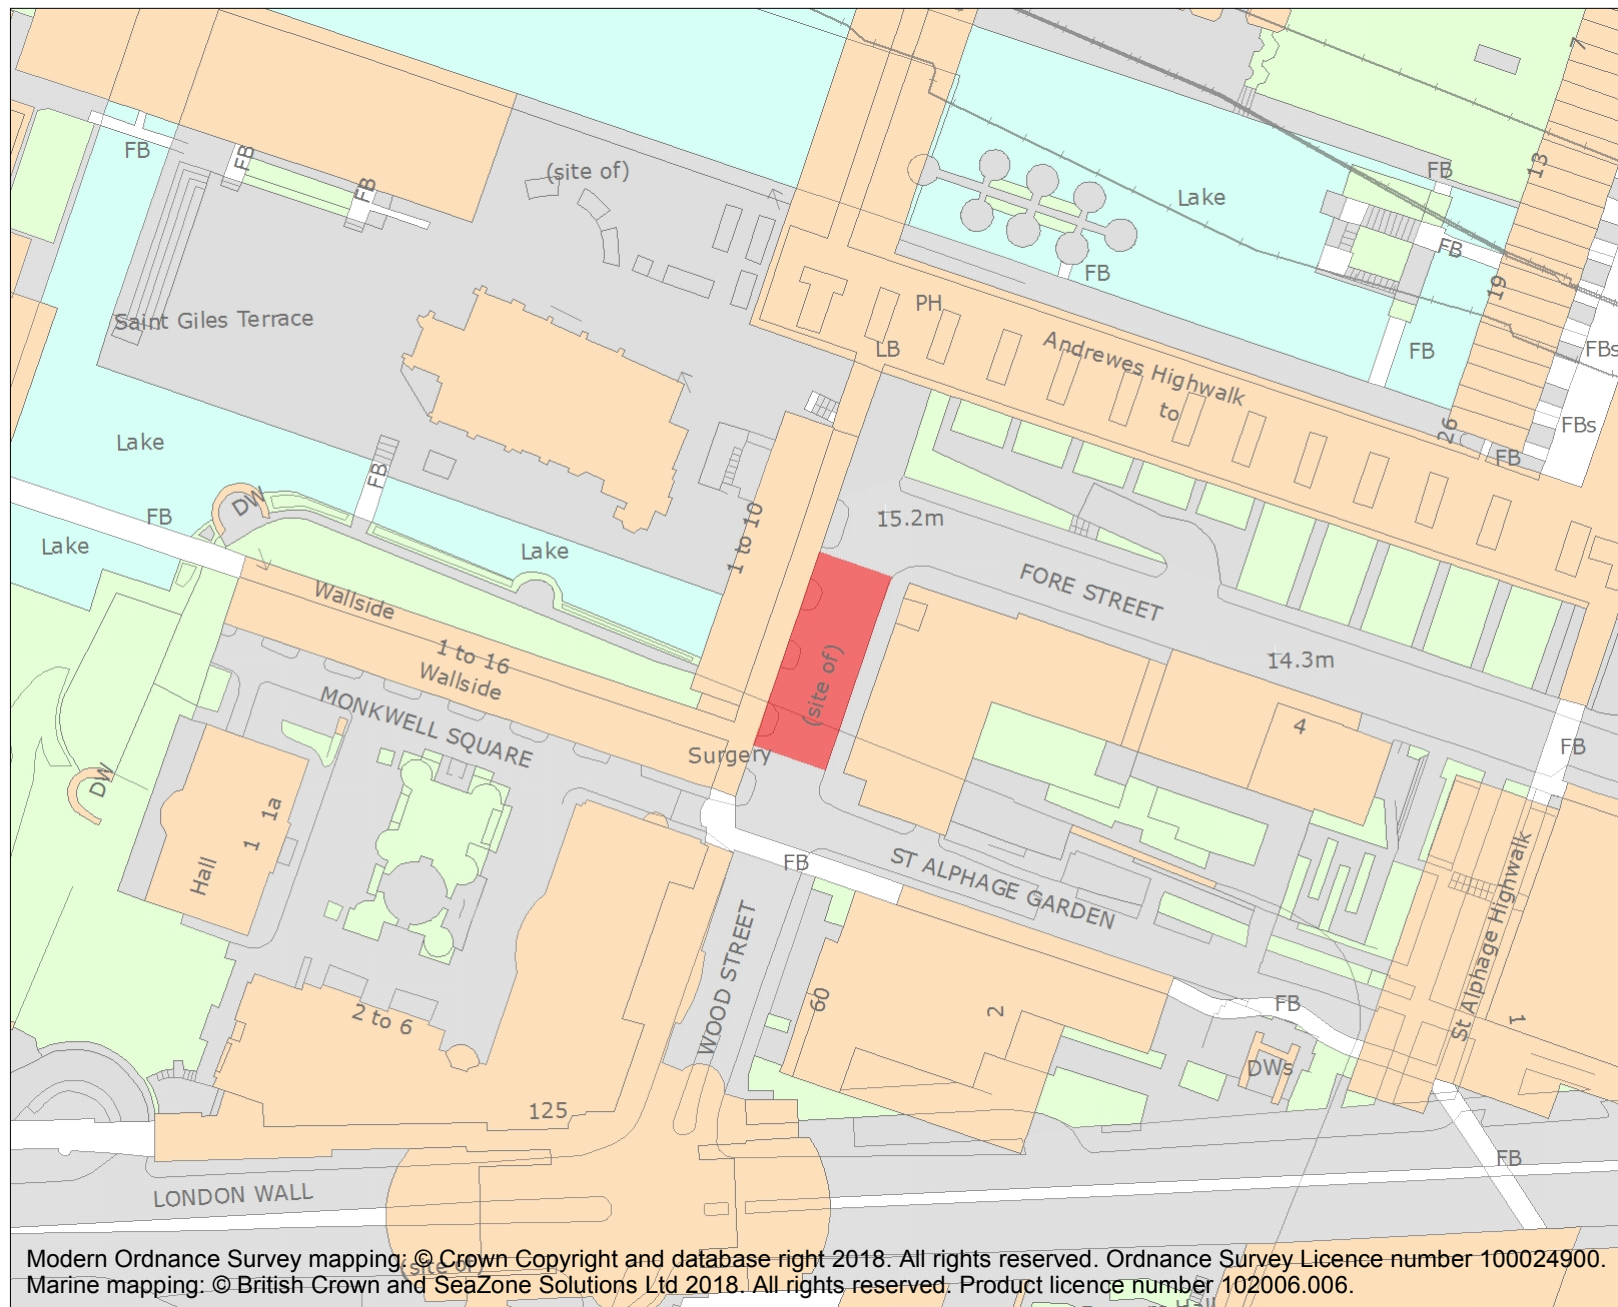 7
FB
FB
(site of)
FB
13
FB
Lake
FB
FB
19
Saint Giles Terrace
PH
LB
Andrewes Highwalk
to
FB
FBs
26
FBs
Lake
FB
FB
DW
FB
Lake
Lake
1 to 10
15.2m
FORE STREET
Wallside
1 to 16
Wallside
14.3m
(site of)
MONKWELL SQUARE
Surgery
4
FB
DW
1a
1
Hall
FB
ST ALPHAGE GARDEN
St Alphage Highwalk
WOOD STREET
60
2
FB
1
2 to 6
DWs
125
FB
LONDON WALL
(site of)
Modern Ordnance Survey mapping: © Crown Copyright and database right 2018. All rights reserved. Ordnance Survey Licence number 100024900.
Marine mapping: © British Crown and SeaZone Solutions Ltd 2018. All rights reserved. Product licence number 102006.006.
Hall